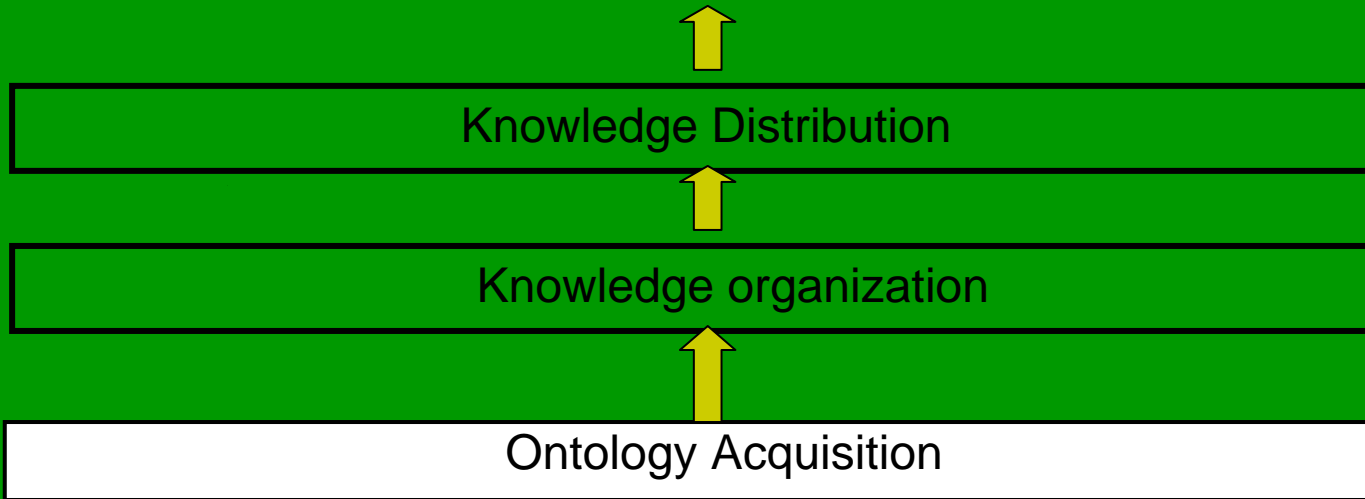 Knowledge Distribution
Knowledge organization
Ontology Acquisition